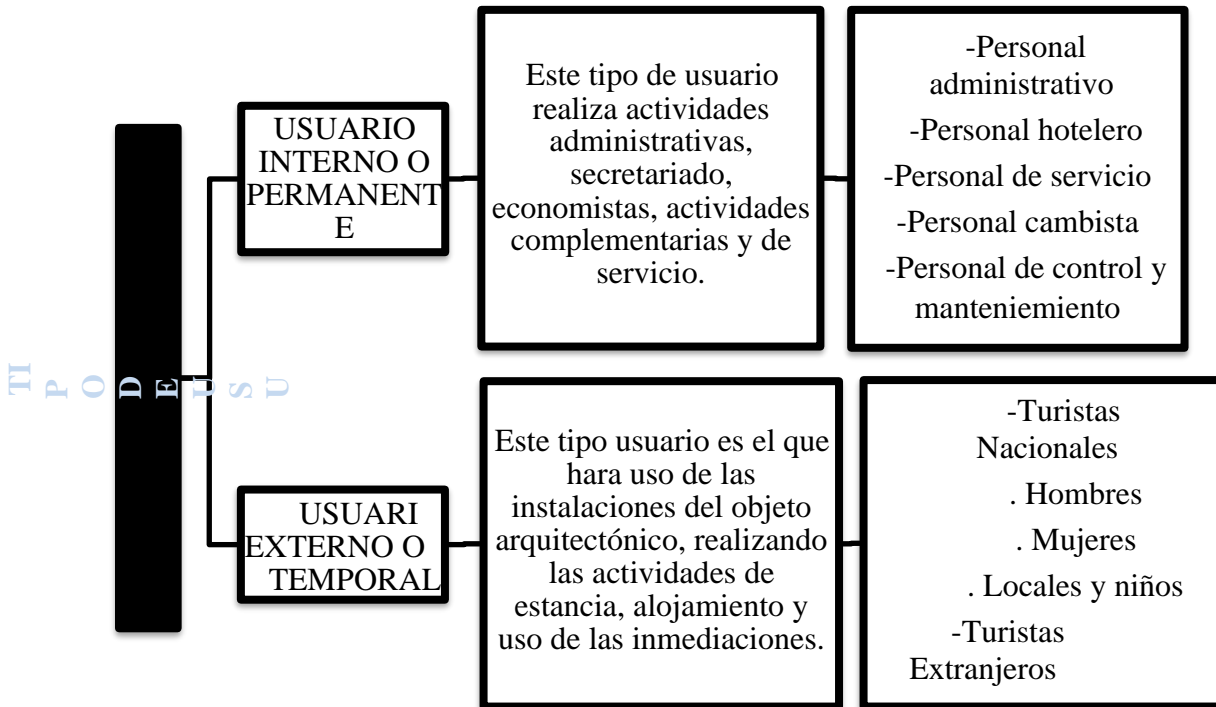 TI
P
O
D
E
U
S
U
USUARIO
INTERNO O
PERMANENT
E
Este tipo de usuario
realiza actividades
administrativas,
secretariado,
economistas, actividades
complementarias y de
servicio.
-Personal
administrativo
-Personal hotelero
-Personal de servicio
-Personal cambista
-Personal de control y
manteniemiento
USUARI
EXTERNO O
TEMPORAL
Este tipo usuario es el que
hara uso de las
instalaciones del objeto
arquitectónico, realizando
las actividades de
estancia, alojamiento y
uso de las inmediaciones.
-Turistas
Nacionales
. Hombres
. Mujeres
. Locales y niños
-Turistas
Extranjeros